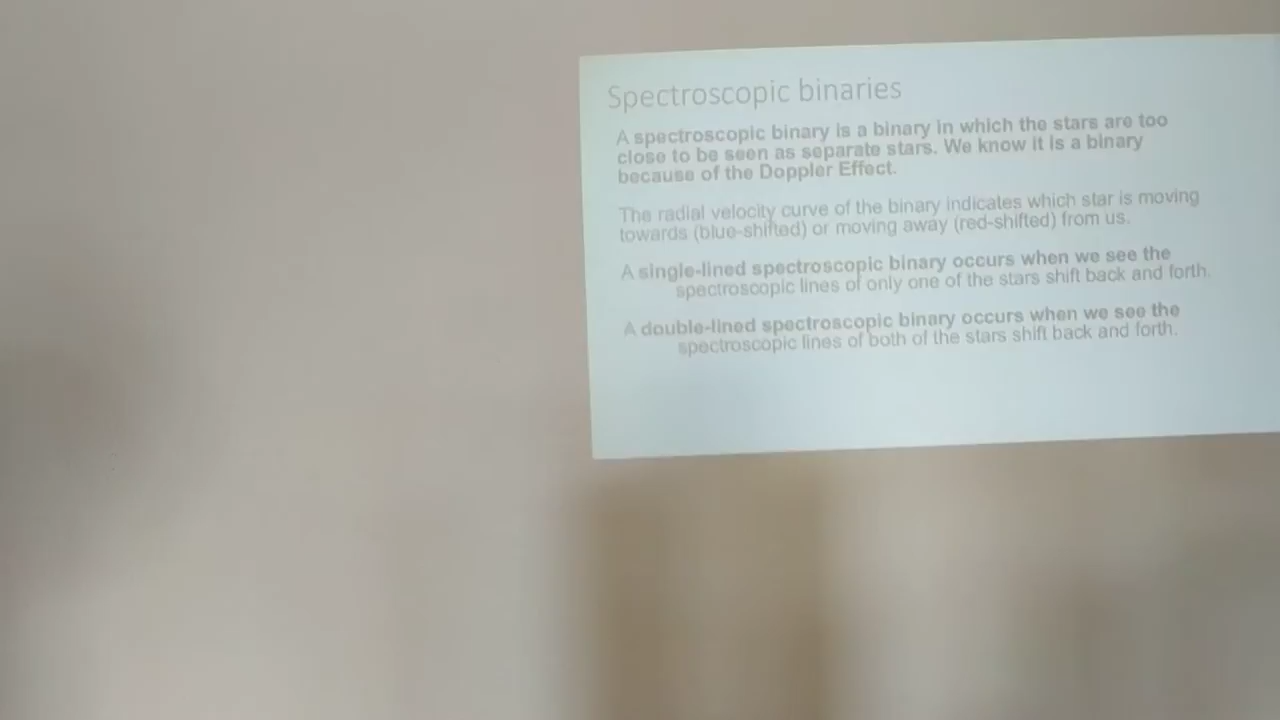 Spectroscopic binaries
A spectroscopic binary is a binary in which the stars are too
close to be seen as separate stars. We know it is a binary
because of the Doppler Effect.
The radial velocity curve of the binary indicates which star is moving
towards (blue-shifted) or moving away (red-shifted) from us.
A single-lined spectroscopic binary occurs when we see the
spectroscopic lines of only one of the stars shift back and forth.
A double-lined spectroscopic binary occurs when we see the
spectroscopic lines of both of the stars shift back and forth.